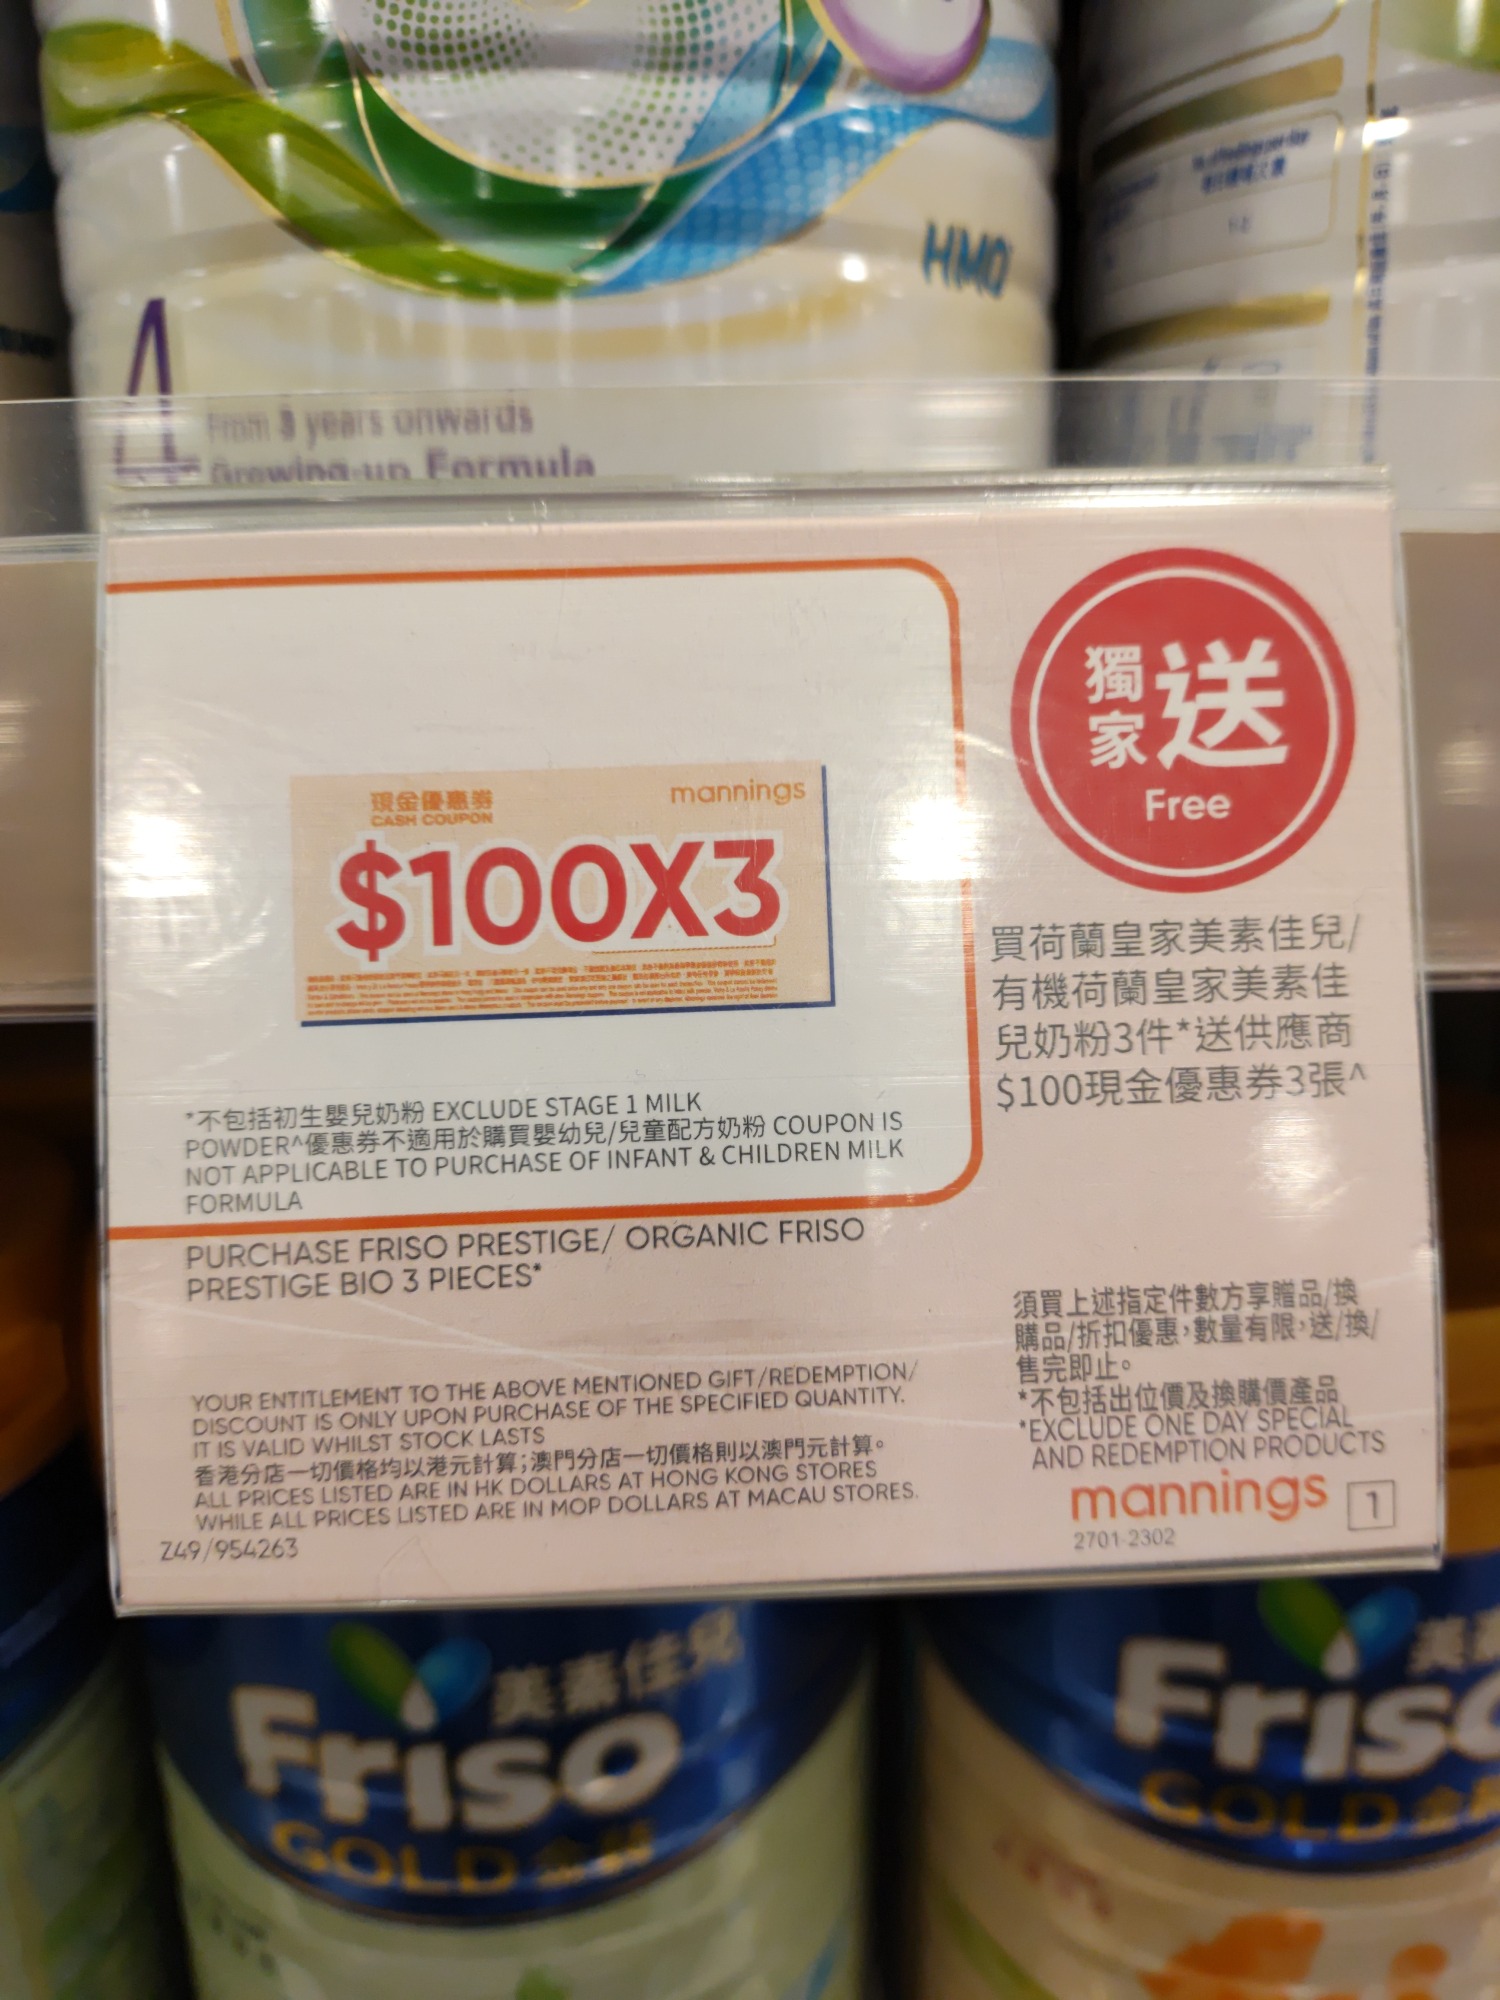 HMO
4
From 3 years onwards
Growing-up Formula
獨家送
Free
現金優惠券
CASH COUPON
mannings
$100X3
買荷蘭皇家美素佳兒/
有機荷蘭皇家美素佳
兒奶粉3件*送供應商
$100現金優惠券3張^
*不包括初生嬰兒奶粉 EXCLUDE STAGE 1 MILK
POWDER^優惠券不適用於購買嬰幼兒/兒童配方奶粉 COUPON IS
NOT APPLICABLE TO PURCHASE OF INFANT & CHILDREN MILK
FORMULA
PURCHASE FRISO PRESTIGE/ ORGANIC FRISO
PRESTIGE BIO 3 PIECES*
須買上述指定件數方享贈品/換
購品/折扣優惠，數量有限，送/換/
售完即止。
*不包括出位價及換購價產品
*EXCLUDE ONE DAY SPECIAL
AND REDEMPTION PRODUCTS
YOUR ENTITLEMENT TO THE ABOVE MENTIONED GIFT/REDEMPTION/
DISCOUNT IS ONLY UPON PURCHASE OF THE SPECIFIED QUANTITY.
IT IS VALID WHILST STOCK LASTS
香港分店一切價格均以港元計算；澳門分店一切價格則以澳門元計算。
ALL PRICES LISTED ARE IN HK DOLLARS AT HONG KONG STORES
WHILE ALL PRICES LISTED ARE IN MOP DOLLARS AT MACAU STORES.
Z49/954263
mannings
1
2701-2302
美素佳兒
Friso
GOLD
Friso
GOLD